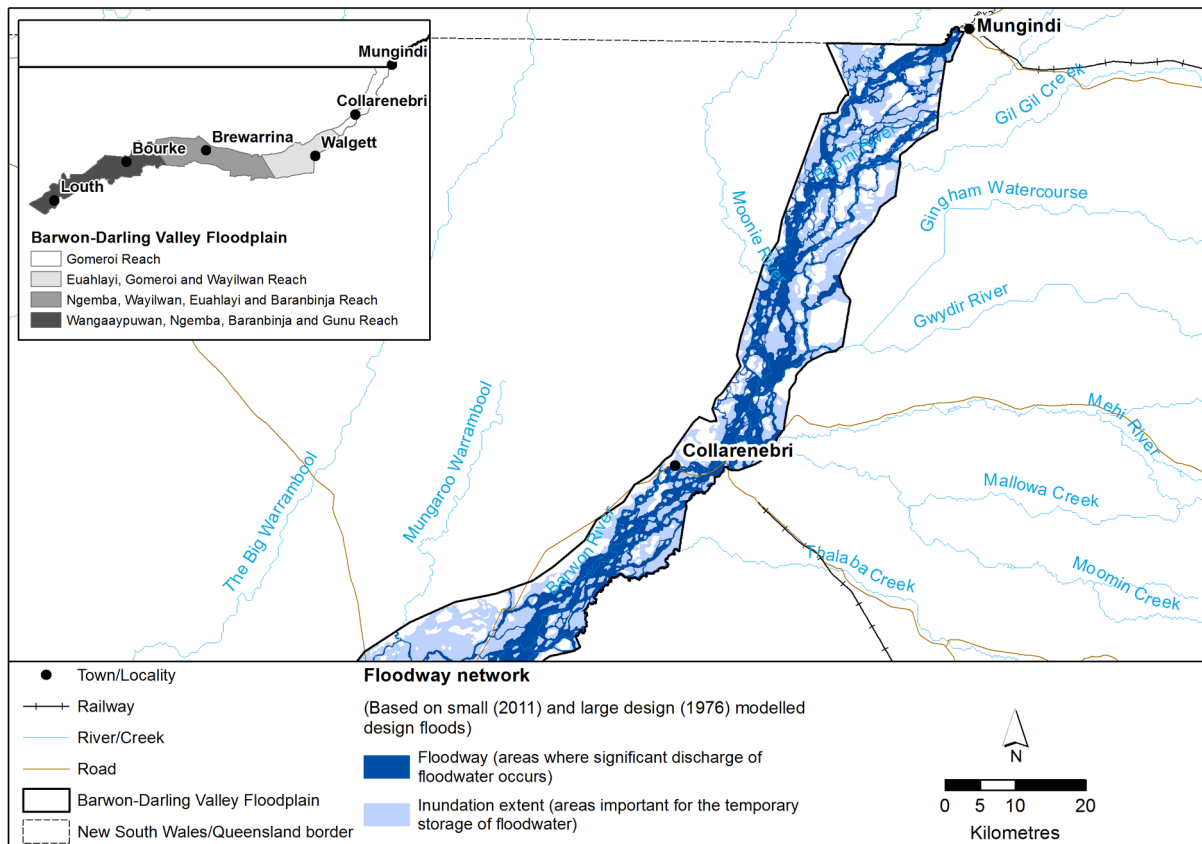 Mungindi
Collarenebri
Brewarrina
Walgett
Bourke
Louth
Barwon-Darling Valley Floodplain
Gomeroi Reach
Euahlayi, Gomeroi and Wayilwan Reach
Ngemba, Wayilwan, Euahlayi and Baranbinja Reach
Wangaaypuwan, Ngemba, Baranbinja and Gunu Reach
Mungindi
Gil Gil Creek
Boomi River
Gingham Watercourse
Moonie River
Gwydir River
Mehi River
Collarenebri
Mallowa Creek
Mungaroo Warrambool
The Big Warrambool
Barwon River
Thalaba Creek
Moomin Creek
Town/Locality
Railway
River/Creek
Road
Barwon-Darling Valley Floodplain
New South Wales/Queensland border
Floodway network
(Based on small (2011) and large design (1976) modelled
design floods)
Floodway (areas where significant discharge of
floodwater occurs)
Inundation extent (areas important for the temporary
storage of floodwater)
N
0 5 10 20
Kilometres